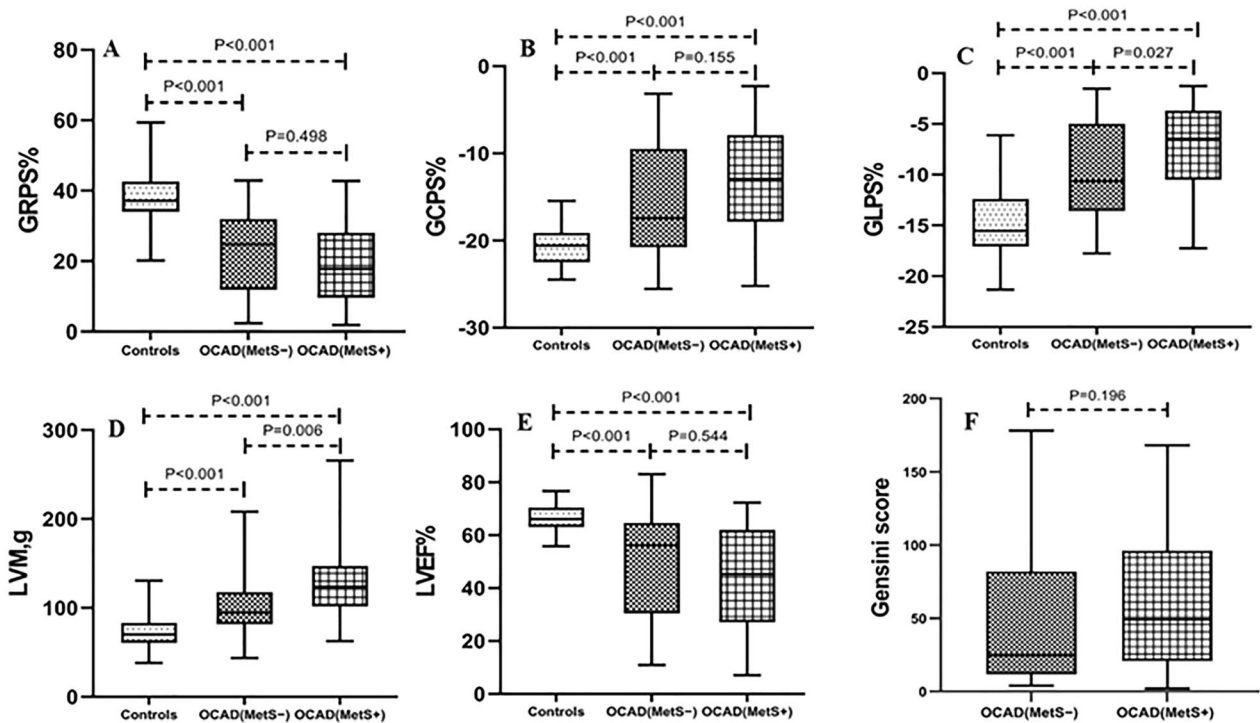 A
P<0.001
P<0.001
P=0.498
GRPS%
80
60
40
20
0
Controls OCAD(MetS−) OCAD(MetS+)
B
P<0.001
P<0.001 P=0.155
GCPS%
-0
-10
-20
-30
Controls OCAD(MetS−) OCAD(MetS+)
C
P<0.001
P<0.001 P=0.027
GLPS%
-0
-5
-10
-15
-20
-25
Controls OCAD(MetS−) OCAD(MetS+)
D
P<0.001
P=0.006
P<0.001
LVM,g
300
200
100
0
Controls OCAD(MetS−) OCAD(MetS+)
E
P<0.001
P<0.001 P=0.544
LVEF%
100
80
60
40
20
0
Controls OCAD(MetS−) OCAD(MetS+)
F
P=0.196
Gensini score
200
150
100
50
0
OCAD(MetS−) OCAD(MetS+)